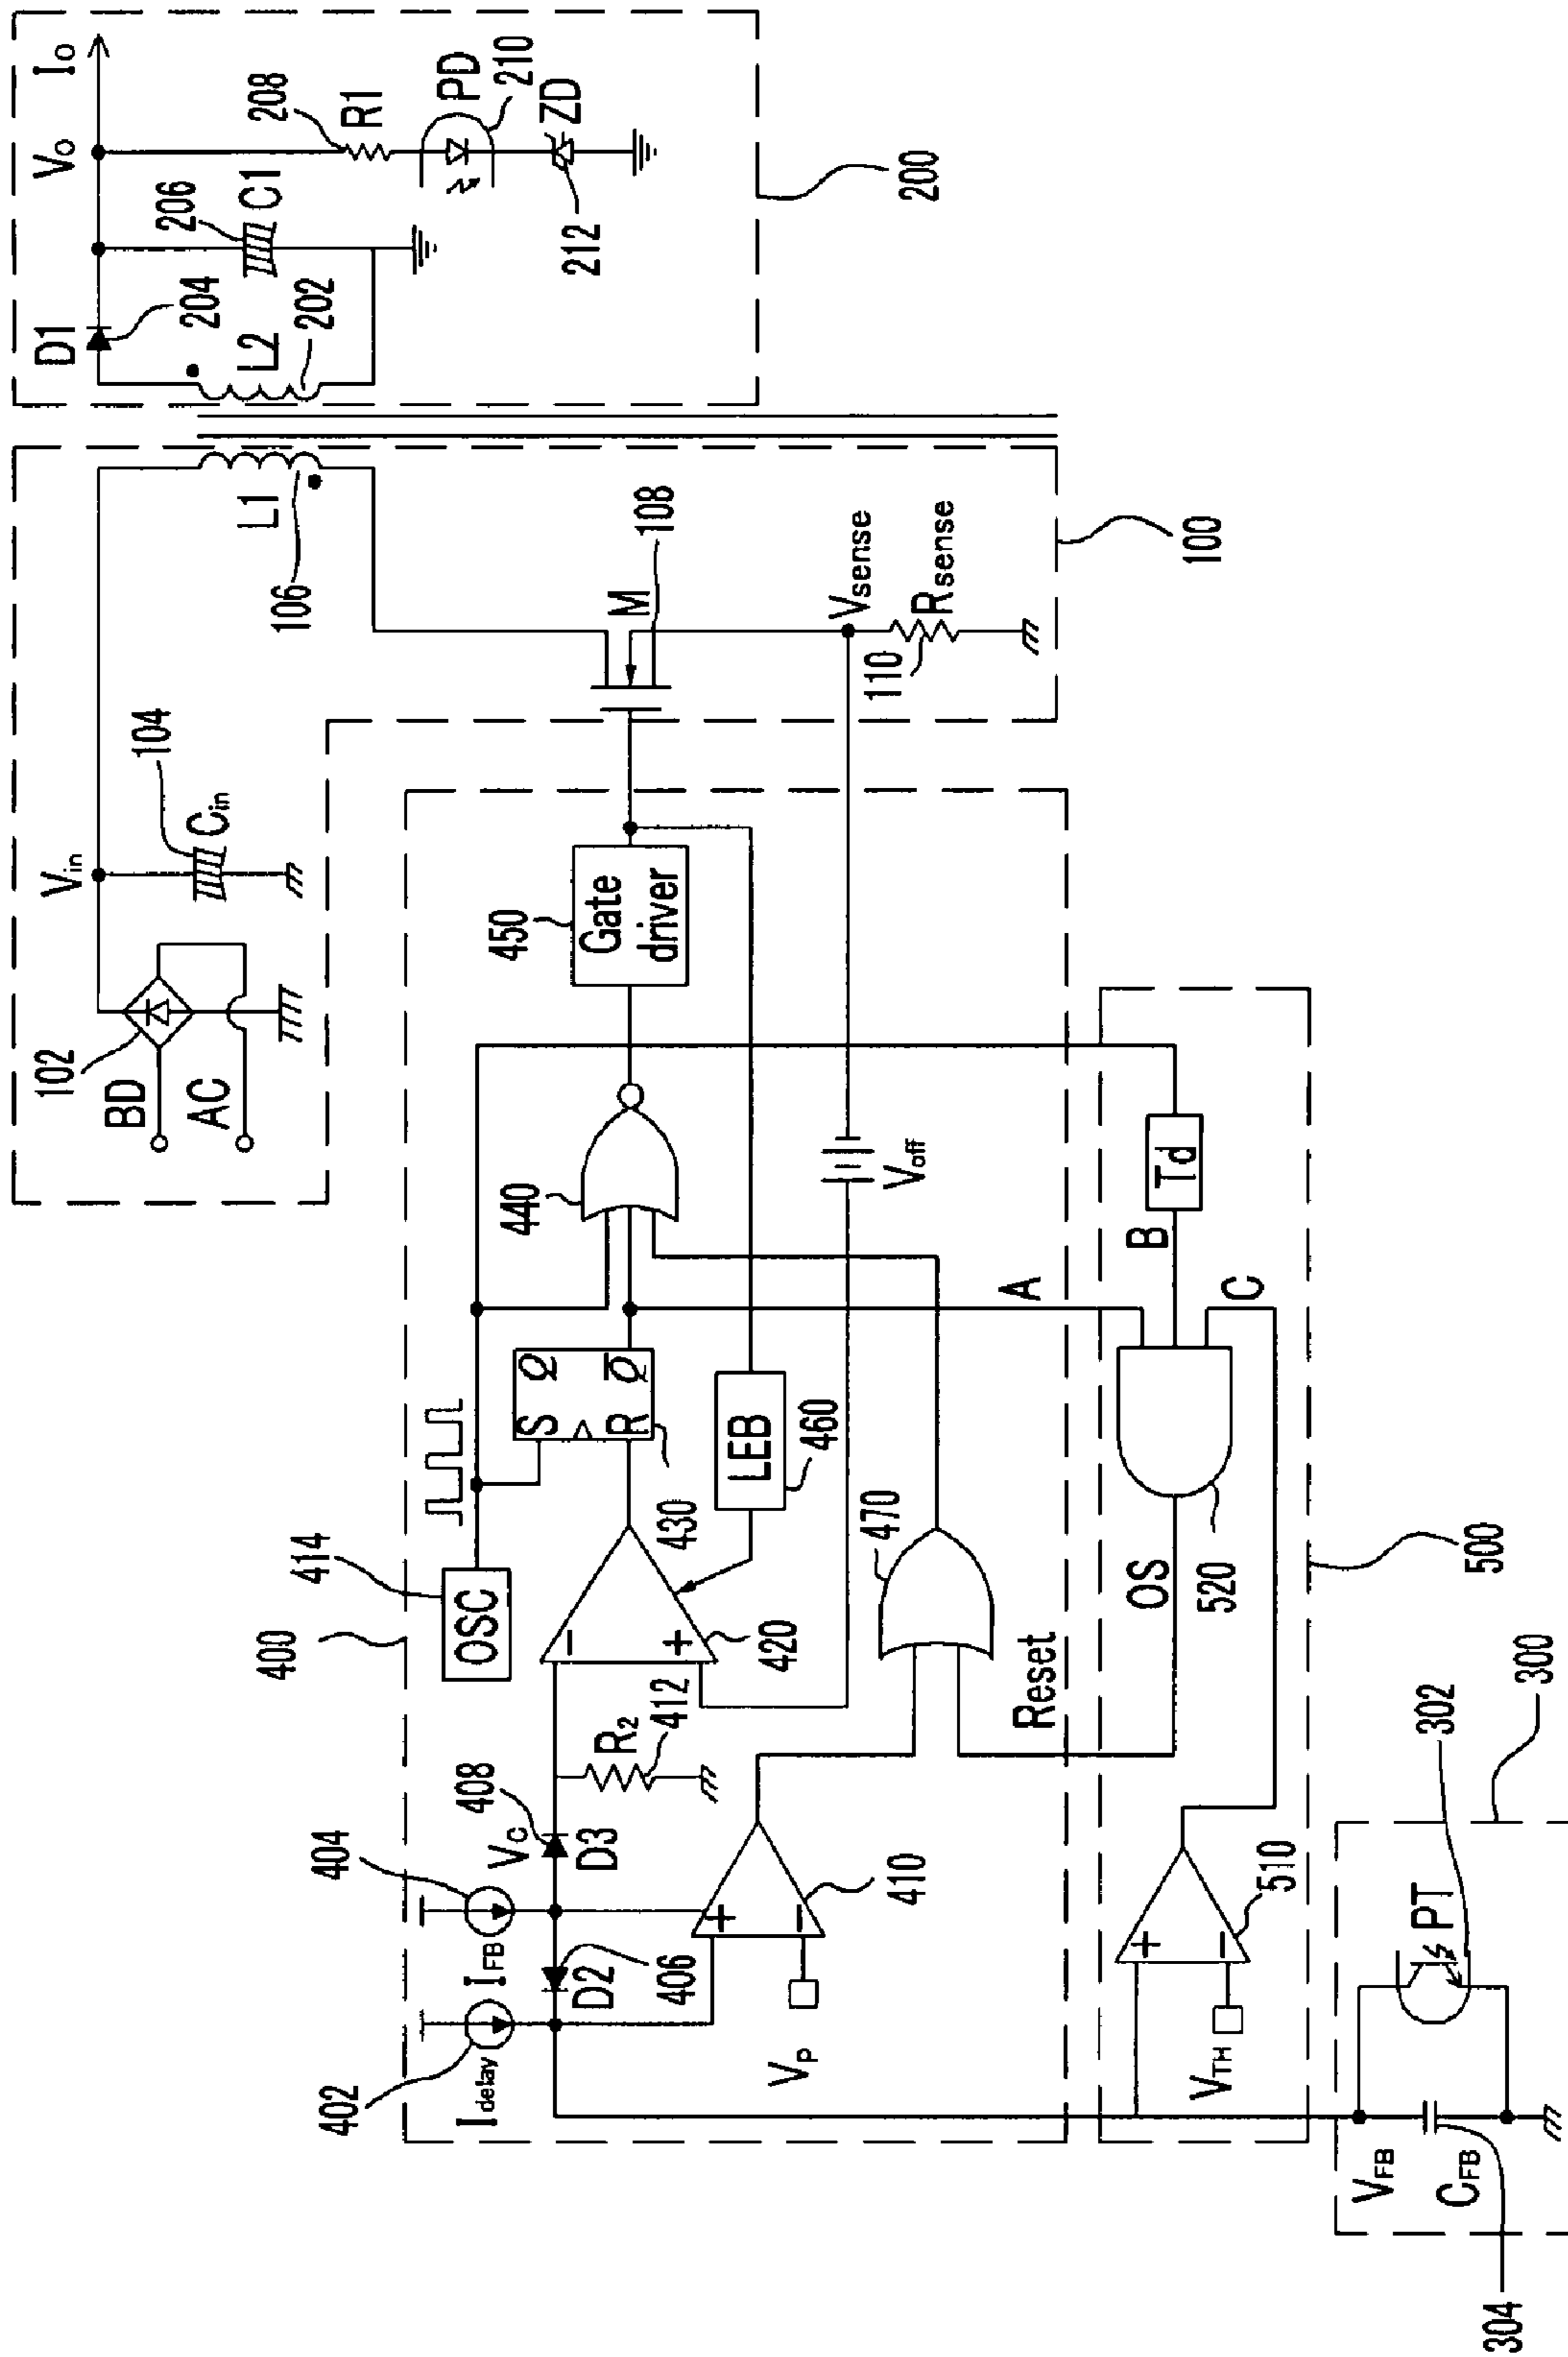 BD
AC
102
Vin
104
Cin
L1
106
M
108
Vsense
110
Rsense
100
D1
204
L2
202
206
C1
Vo
Io
208
R1
PD
210
ZD
212
200
400
402
Idelay
404
IFB
D2
406
VC
408
D3
R2
412
414
OSC
−
+
420
430
S
R
Q
Q̅
440
450
Gate
driver
LEB
460
Voff
VP
+
−
410
470
Reset
A
B
C
Td
OS
520
VTH
+
−
510
500
VFB
CFB
304
PT
302
300